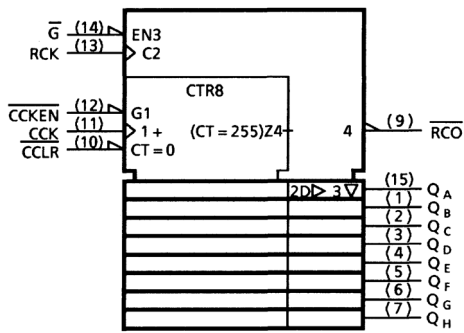 G (14) EN3
RCK (13) C2
CTR8
CCKEN (12) G1
CCK (11) 1+ (CT=255)Z4 4 (9) RCO
CCLR (10) CT=0
2D 3 (15) QA
(1) QB
(2) QC
(3) QD
(4) QE
(5) QF
(6) QG
(7) QH